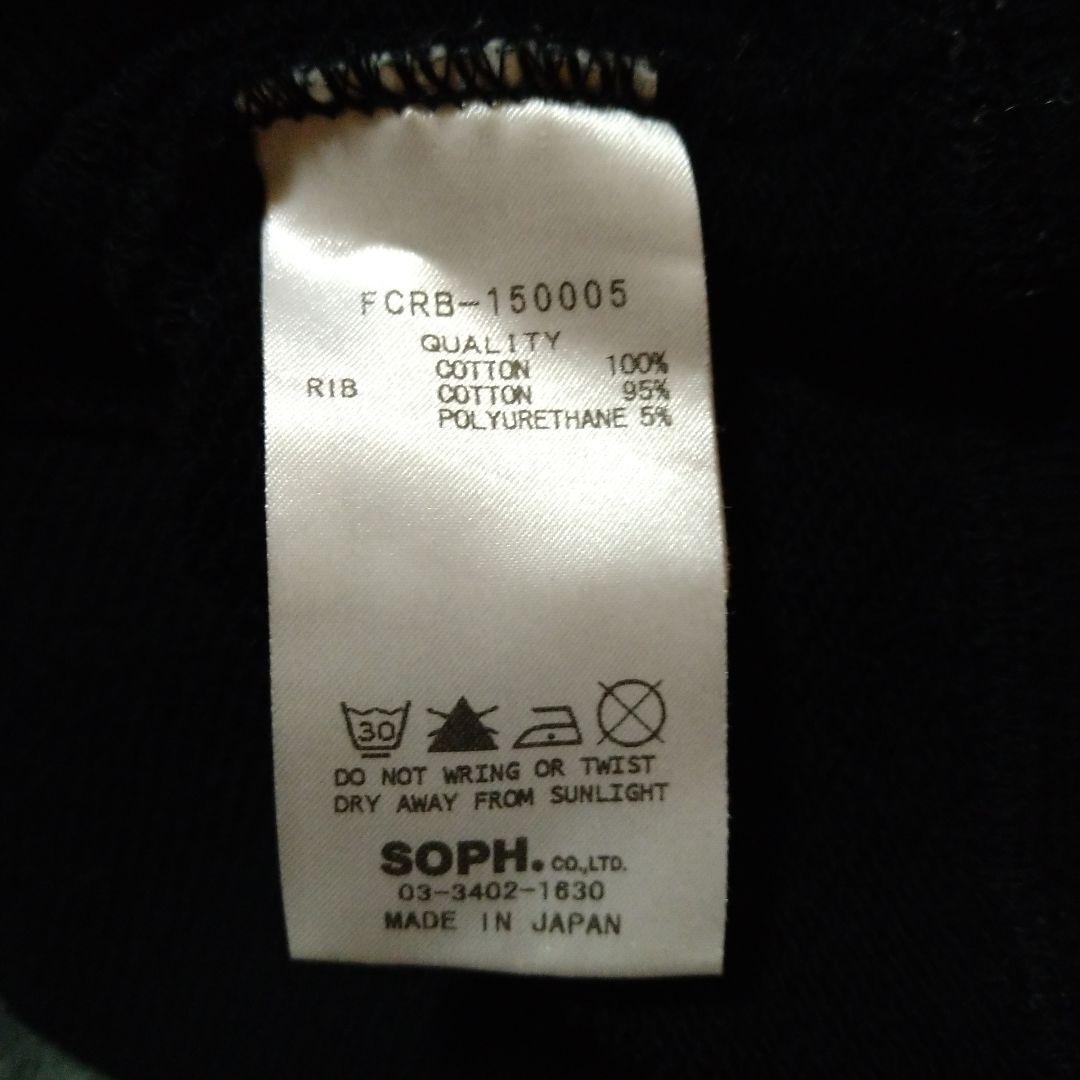 FCRB-150005
QUALITY
COTTON 100%
RIB COTTON 95%
POLYURETHANE 5%
30
DO NOT WRING OR TWIST
DRY AWAY FROM SUNLIGHT
SOPH. CO.,LTD.
03-3402-1630
MADE IN JAPAN